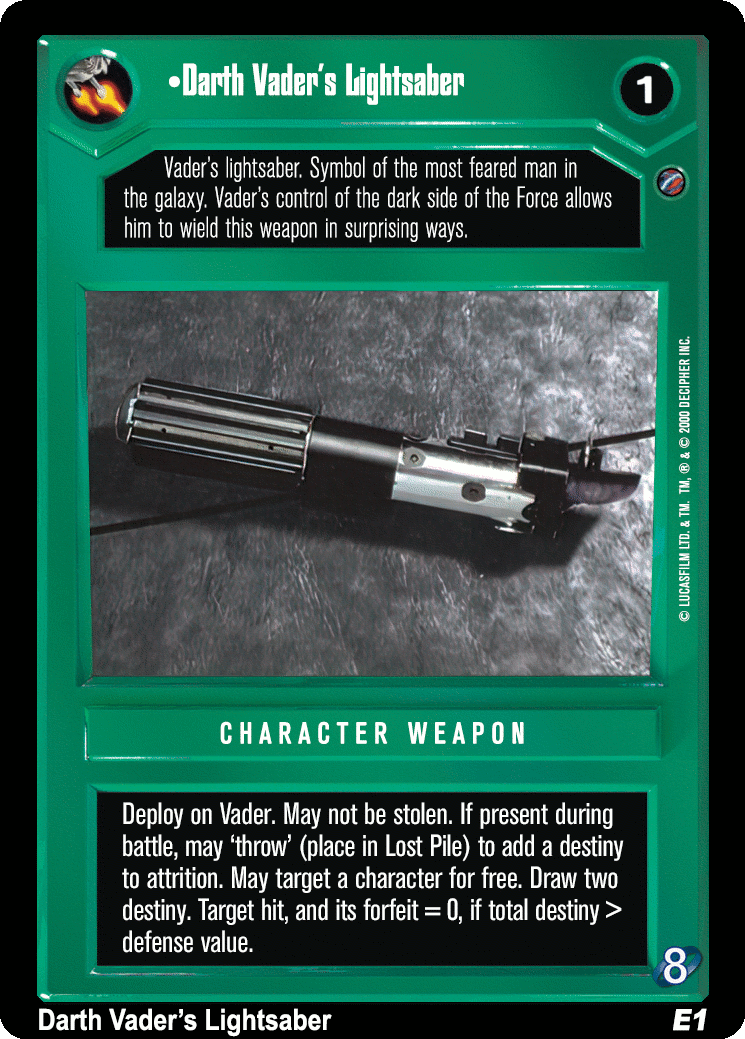 •Darth Vader's Lightsaber
1
Vader's lightsaber. Symbol of the most feared man in
the galaxy. Vader's control of the dark side of the Force allows
him to wield this weapon in surprising ways.
© LUCASFILM LTD. & TM. TM, ® & © 2000 DECIPHER INC.
CHARACTER WEAPON
Deploy on Vader. May not be stolen. If present during
battle, may ‘throw’ (place in Lost Pile) to add a destiny
to attrition. May target a character for free. Draw two
destiny. Target hit, and its forfeit = 0, if total destiny >
defense value.
8
Darth Vader's Lightsaber
E1